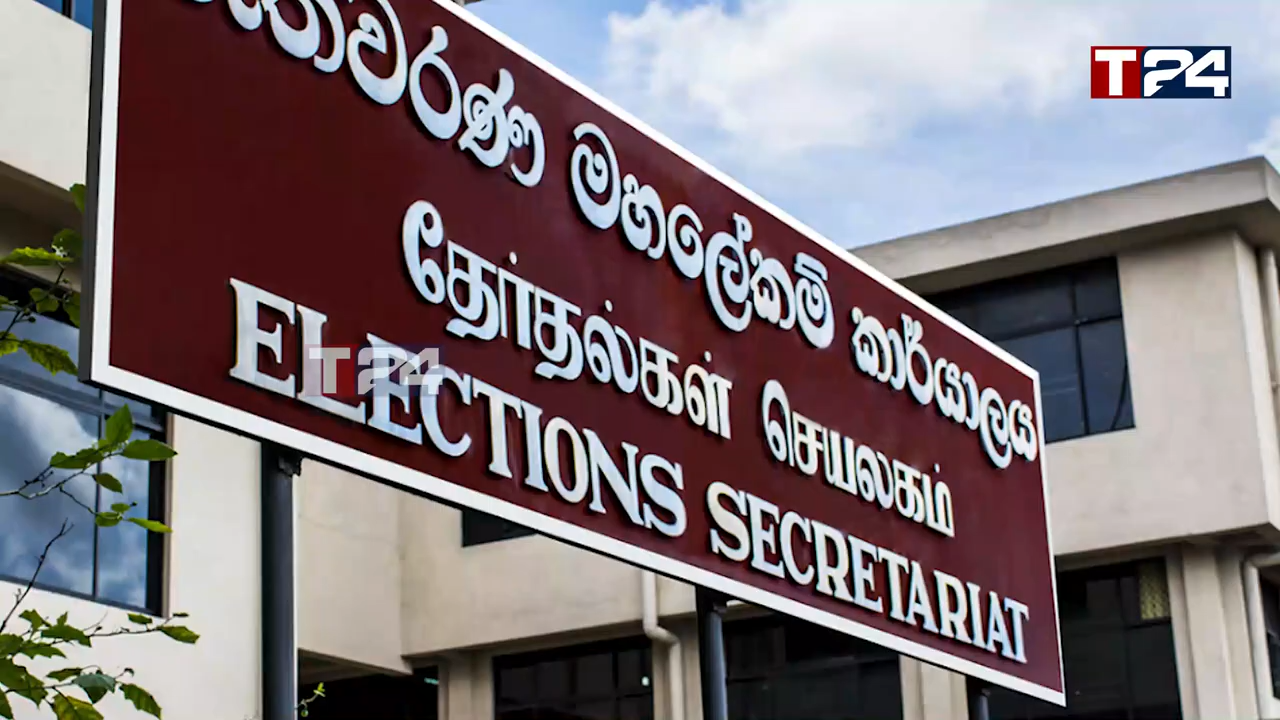 T24
මහලේකම් කාර්යාලය
தேர்தல்கள் செயலகம்
ELECTIONS SECRETARIAT
T24